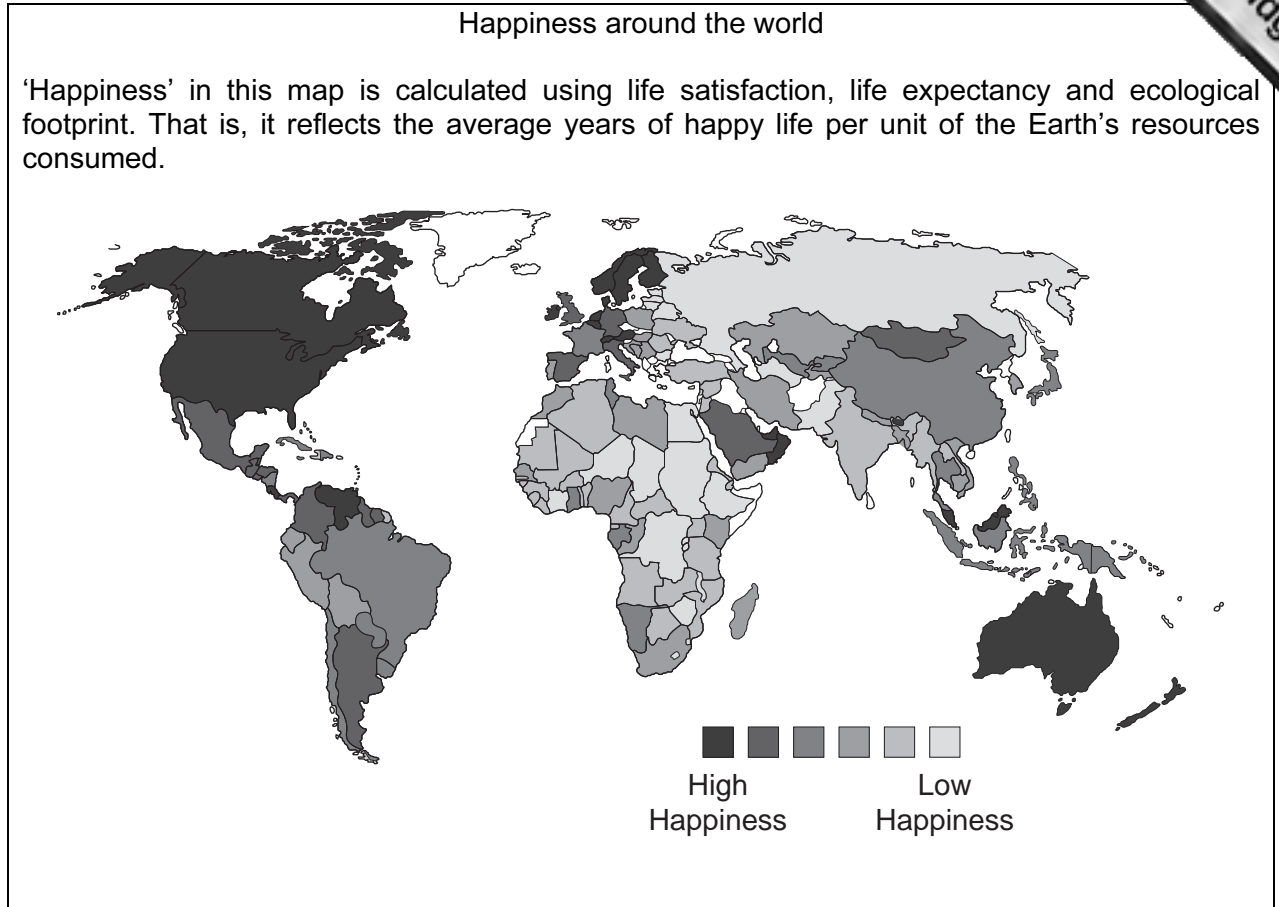 Happiness around the world
‘Happiness’ in this map is calculated using life satisfaction, life expectancy and ecological
footprint. That is, it reflects the average years of happy life per unit of the Earth’s resources
consumed.
High Low
Happiness Happiness